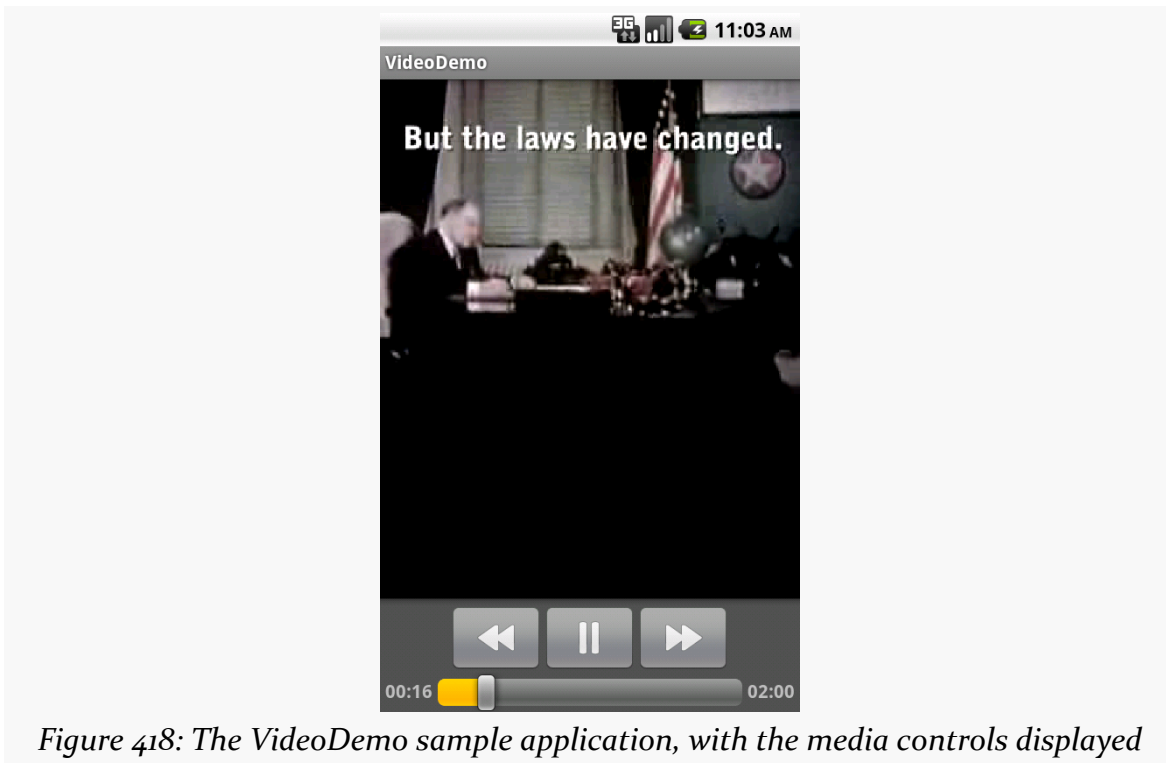 3G 11:03 AM
VideoDemo
But the laws have changed.
00:16 02:00
Figure 418: The VideoDemo sample application, with the media controls displayed